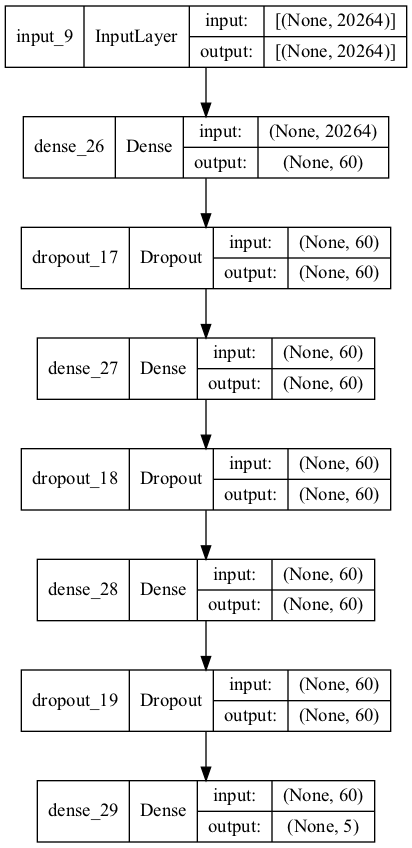 input_9 InputLayer input: [(None, 20264)]
output: [(None, 20264)]
dense_26 Dense input: (None, 20264)
output: (None, 60)
dropout_17 Dropout input: (None, 60)
output: (None, 60)
dense_27 Dense input: (None, 60)
output: (None, 60)
dropout_18 Dropout input: (None, 60)
output: (None, 60)
dense_28 Dense input: (None, 60)
output: (None, 60)
dropout_19 Dropout input: (None, 60)
output: (None, 60)
dense_29 Dense input: (None, 60)
output: (None, 5)